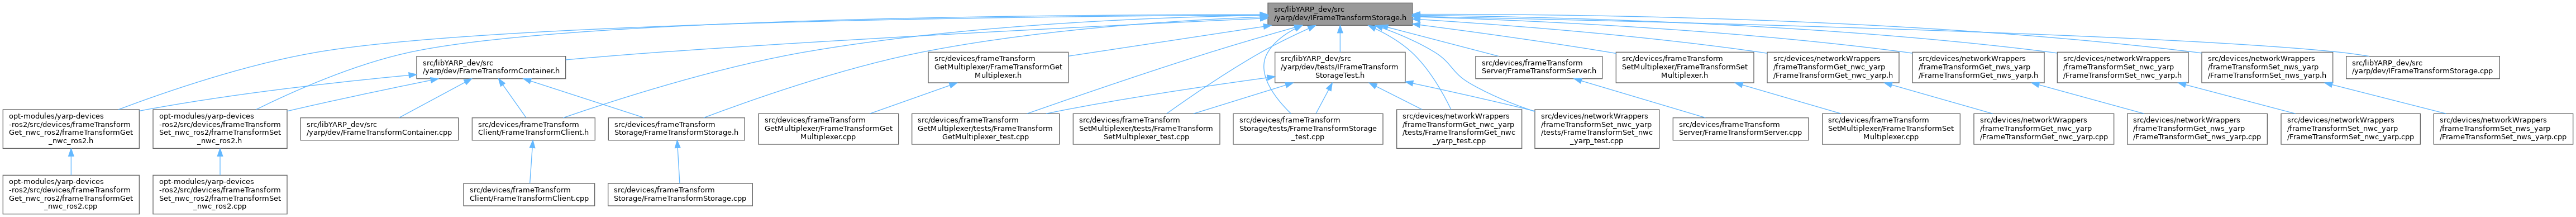 src/libYARP_dev/src
/yarp/dev/IFrameTransformStorage.h
src/libYARP_dev/src
/yarp/dev/FrameTransformContainer.h
src/devices/frameTransform
GetMultiplexer/FrameTransformGet
Multiplexer.h
src/libYARP_dev/src
/yarp/dev/tests/IFrameTransform
StorageTest.h
src/devices/frameTransform
Server/FrameTransformServer.h
src/devices/frameTransform
SetMultiplexer/FrameTransformSet
Multiplexer.h
src/devices/networkWrappers
/frameTransformGet_nwc_yarp
/FrameTransformGet_nwc_yarp.h
src/devices/networkWrappers
/frameTransformGet_nws_yarp
/FrameTransformGet_nws_yarp.h
src/devices/networkWrappers
/frameTransformSet_nwc_yarp
/FrameTransformSet_nwc_yarp.h
src/devices/networkWrappers
/frameTransformSet_nws_yarp
/FrameTransformSet_nws_yarp.h
src/libYARP_dev/src
/yarp/dev/IFrameTransformStorage.cpp
opt-modules/yarp-devices
-ros2/src/devices/frameTransform
Get_nwc_ros2/frameTransformGet
_nwc_ros2.h
opt-modules/yarp-devices
-ros2/src/devices/frameTransform
Set_nwc_ros2/frameTransformSet
_nwc_ros2.h
src/libYARP_dev/src
/yarp/dev/FrameTransformContainer.cpp
src/devices/frameTransform
Client/FrameTransformClient.h
src/devices/frameTransform
Storage/FrameTransformStorage.h
src/devices/frameTransform
GetMultiplexer/FrameTransformGet
Multiplexer.cpp
src/devices/frameTransform
GetMultiplexer/tests/FrameTransform
GetMultiplexer_test.cpp
src/devices/frameTransform
SetMultiplexer/tests/FrameTransform
SetMultiplexer_test.cpp
src/devices/frameTransform
Storage/tests/FrameTransformStorage
_test.cpp
src/devices/networkWrappers
/frameTransformGet_nwc_yarp
/tests/FrameTransformGet_nwc
_yarp_test.cpp
src/devices/networkWrappers
/frameTransformSet_nwc_yarp
/tests/FrameTransformSet_nwc
_yarp_test.cpp
src/devices/frameTransform
Server/FrameTransformServer.cpp
src/devices/frameTransform
SetMultiplexer/FrameTransformSet
Multiplexer.cpp
src/devices/networkWrappers
/frameTransformGet_nwc_yarp
/FrameTransformGet_nwc_yarp.cpp
src/devices/networkWrappers
/frameTransformGet_nws_yarp
/FrameTransformGet_nws_yarp.cpp
src/devices/networkWrappers
/frameTransformSet_nwc_yarp
/FrameTransformSet_nwc_yarp.cpp
src/devices/networkWrappers
/frameTransformSet_nws_yarp
/FrameTransformSet_nws_yarp.cpp
opt-modules/yarp-devices
-ros2/src/devices/frameTransform
Get_nwc_ros2/frameTransformGet
_nwc_ros2.cpp
opt-modules/yarp-devices
-ros2/src/devices/frameTransform
Set_nwc_ros2/frameTransformSet
_nwc_ros2.cpp
src/devices/frameTransform
Client/FrameTransformClient.cpp
src/devices/frameTransform
Storage/FrameTransformStorage.cpp